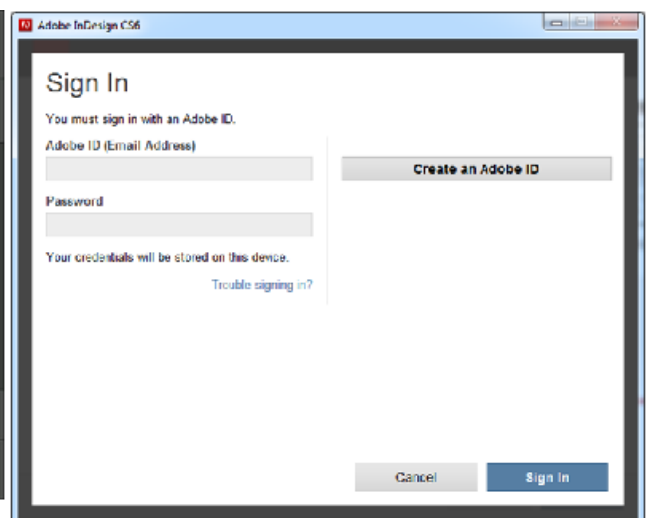 Adobe InDesign CS6
Sign In
You must sign in with an Adobe ID.
Adobe ID (Email Address)
Create an Adobe ID
Password
Your credentials will be stored on this device.
Trouble signing in?
Cancel
Sign In